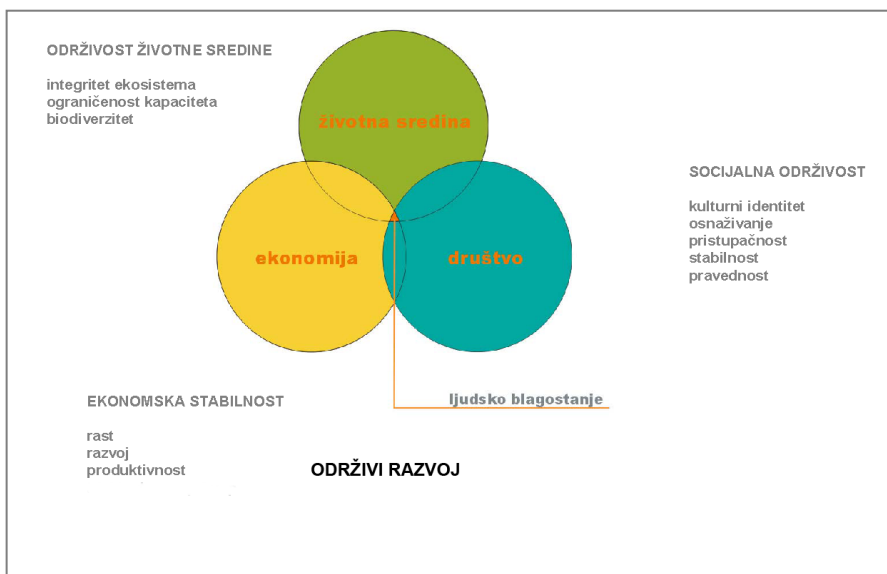 ODRŽIVOST ŽIVOTNE SREDINE
integritet ekosistema
ograničenost kapaciteta
biodiverzitet
životna sredina
SOCIJALNA ODRŽIVOST
kulturni identitet
osnaživanje
pristupačnost
stabilnost
pravednost
ekonomija
društvo
EKONOMSKA STABILNOST
rast
razvoj
produktivnost
ljudsko blagostanje
ODRŽIVI RAZVOJ